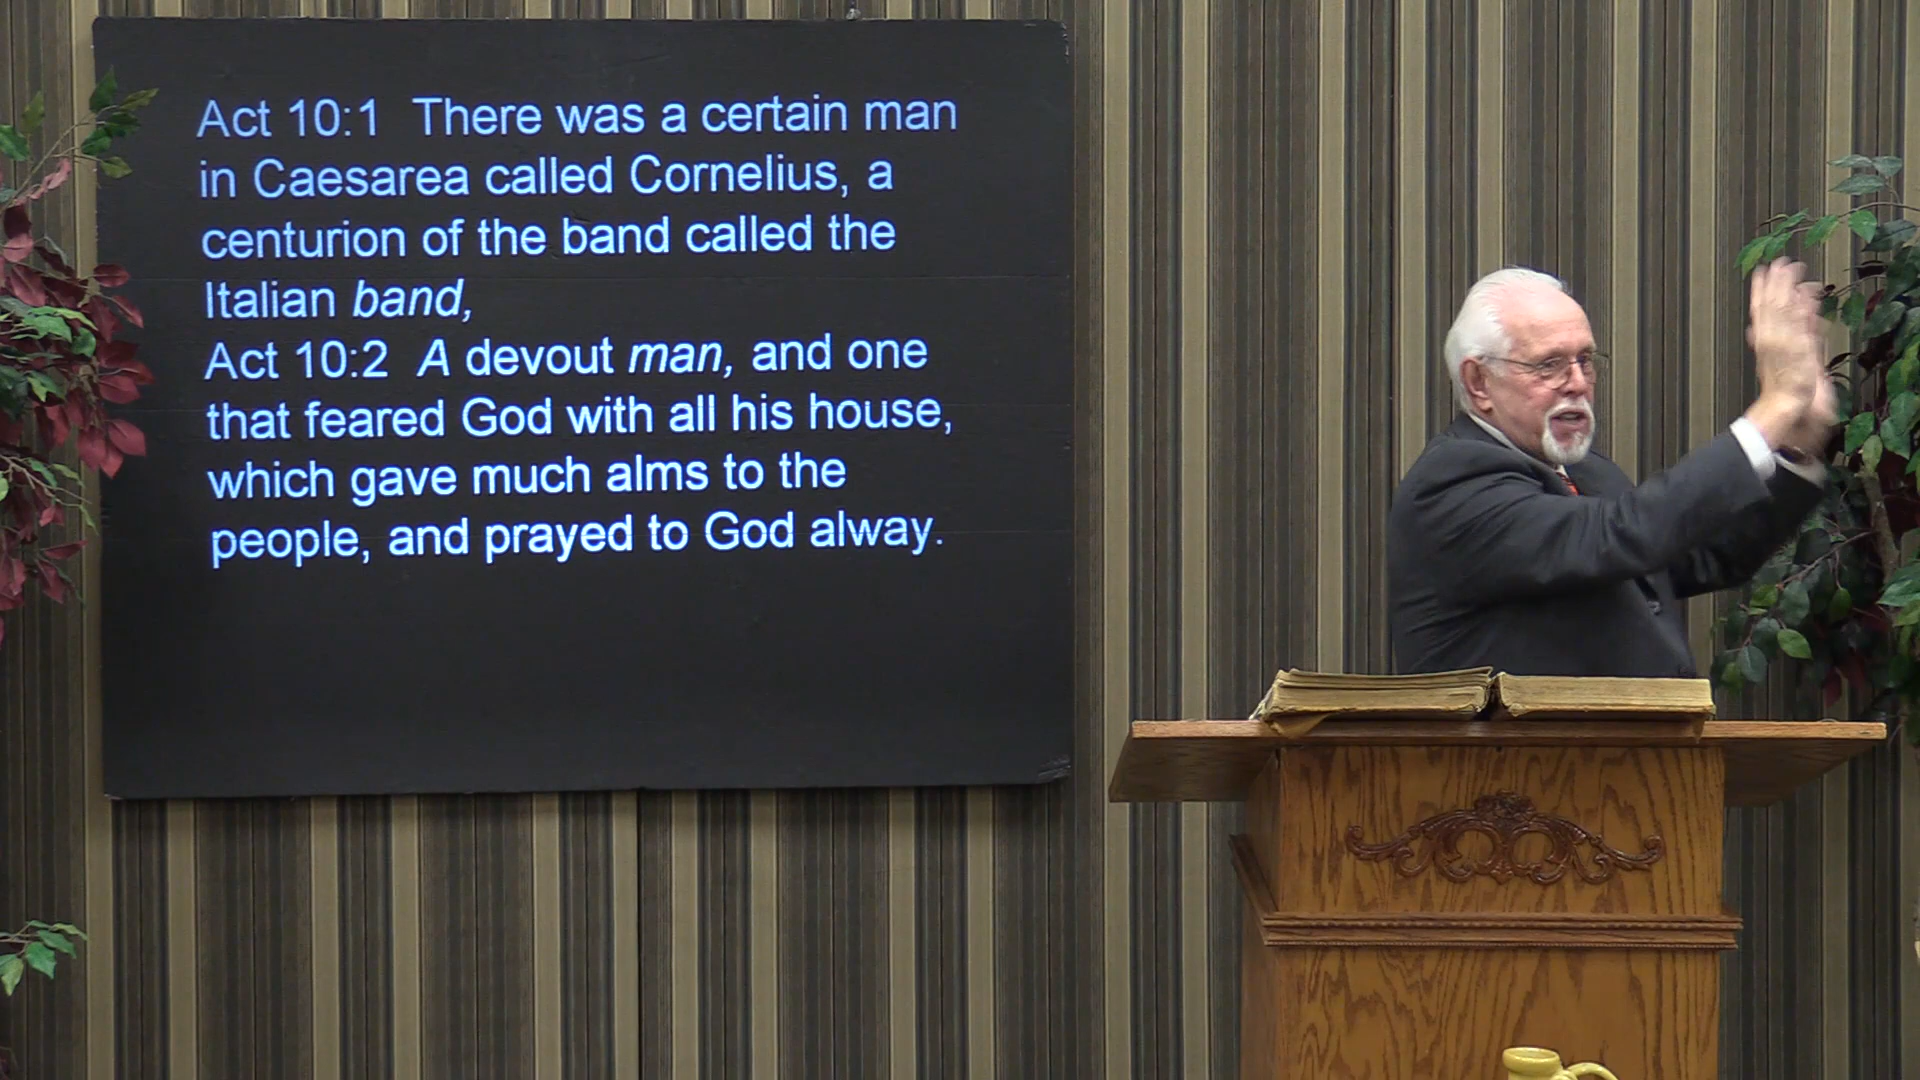 Act 10:1 There was a certain man
in Caesarea called Cornelius, a
centurion of the band called the
Italian band,
Act 10:2 A devout man, and one
that feared God with all his house,
which gave much alms to the
people, and prayed to God alway.